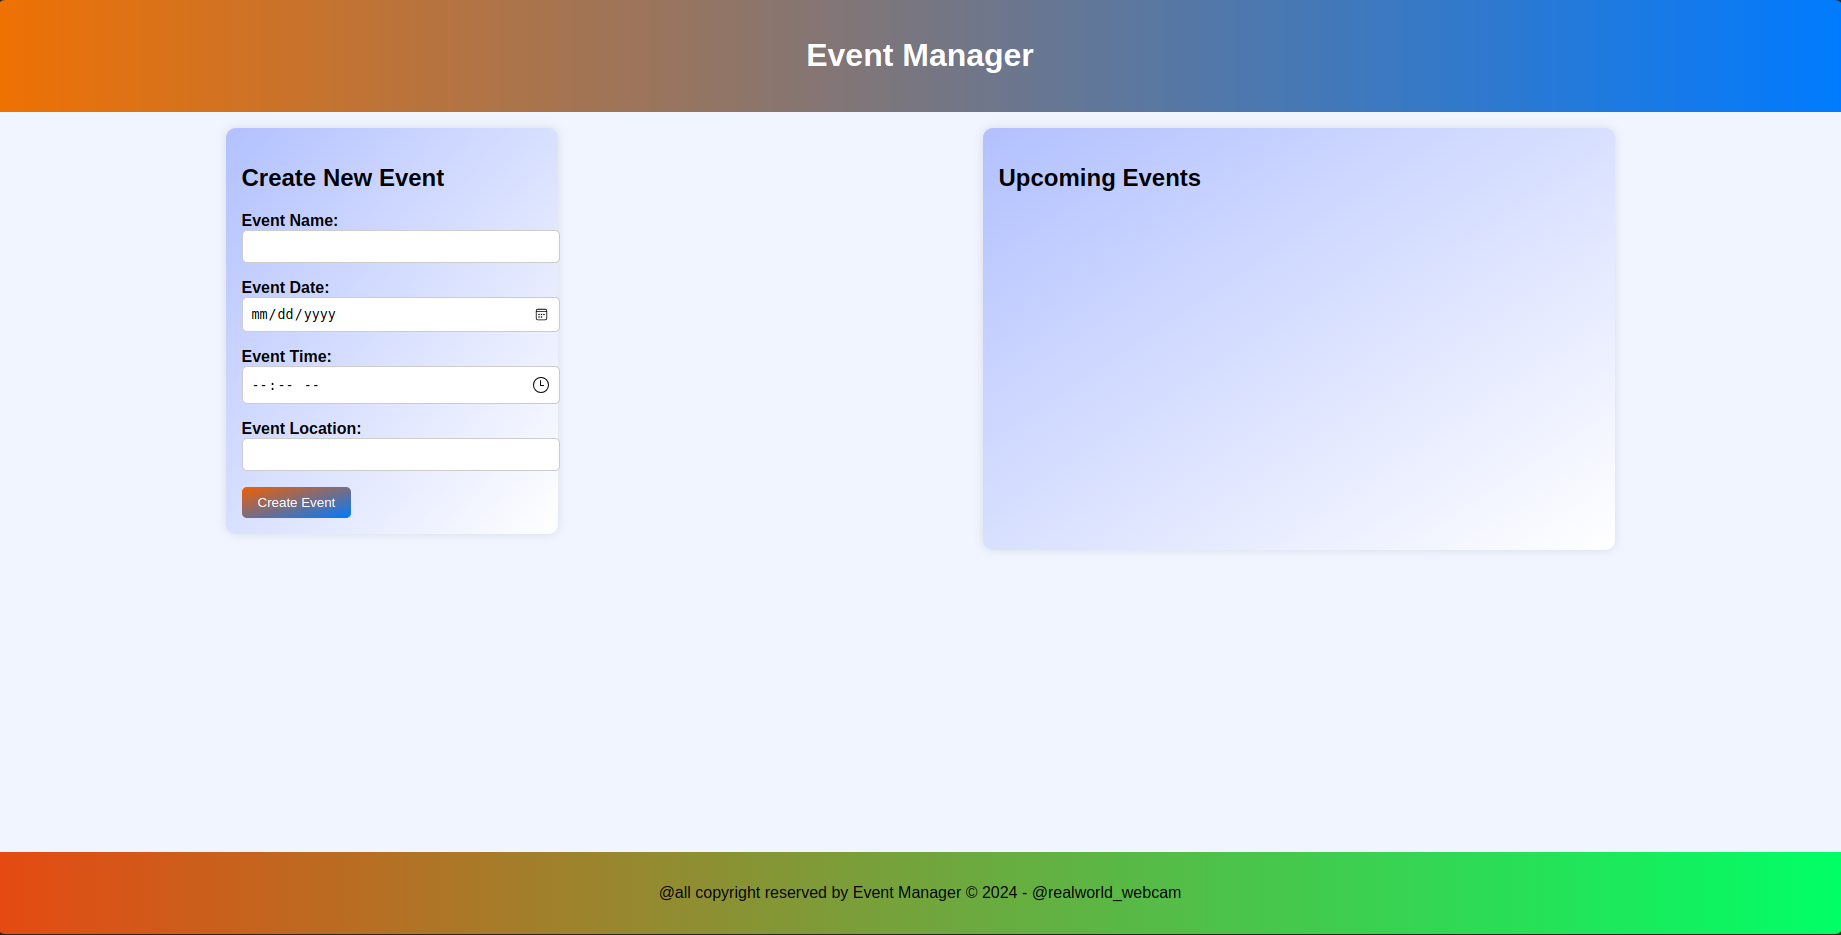 Event Manager
Create New Event
Event Name:
Event Date:
mm/dd/yyyy
Event Time:
--:-- --
Event Location:
Create Event
Upcoming Events
@all copyright reserved by Event Manager © 2024 - @realworld_webcam